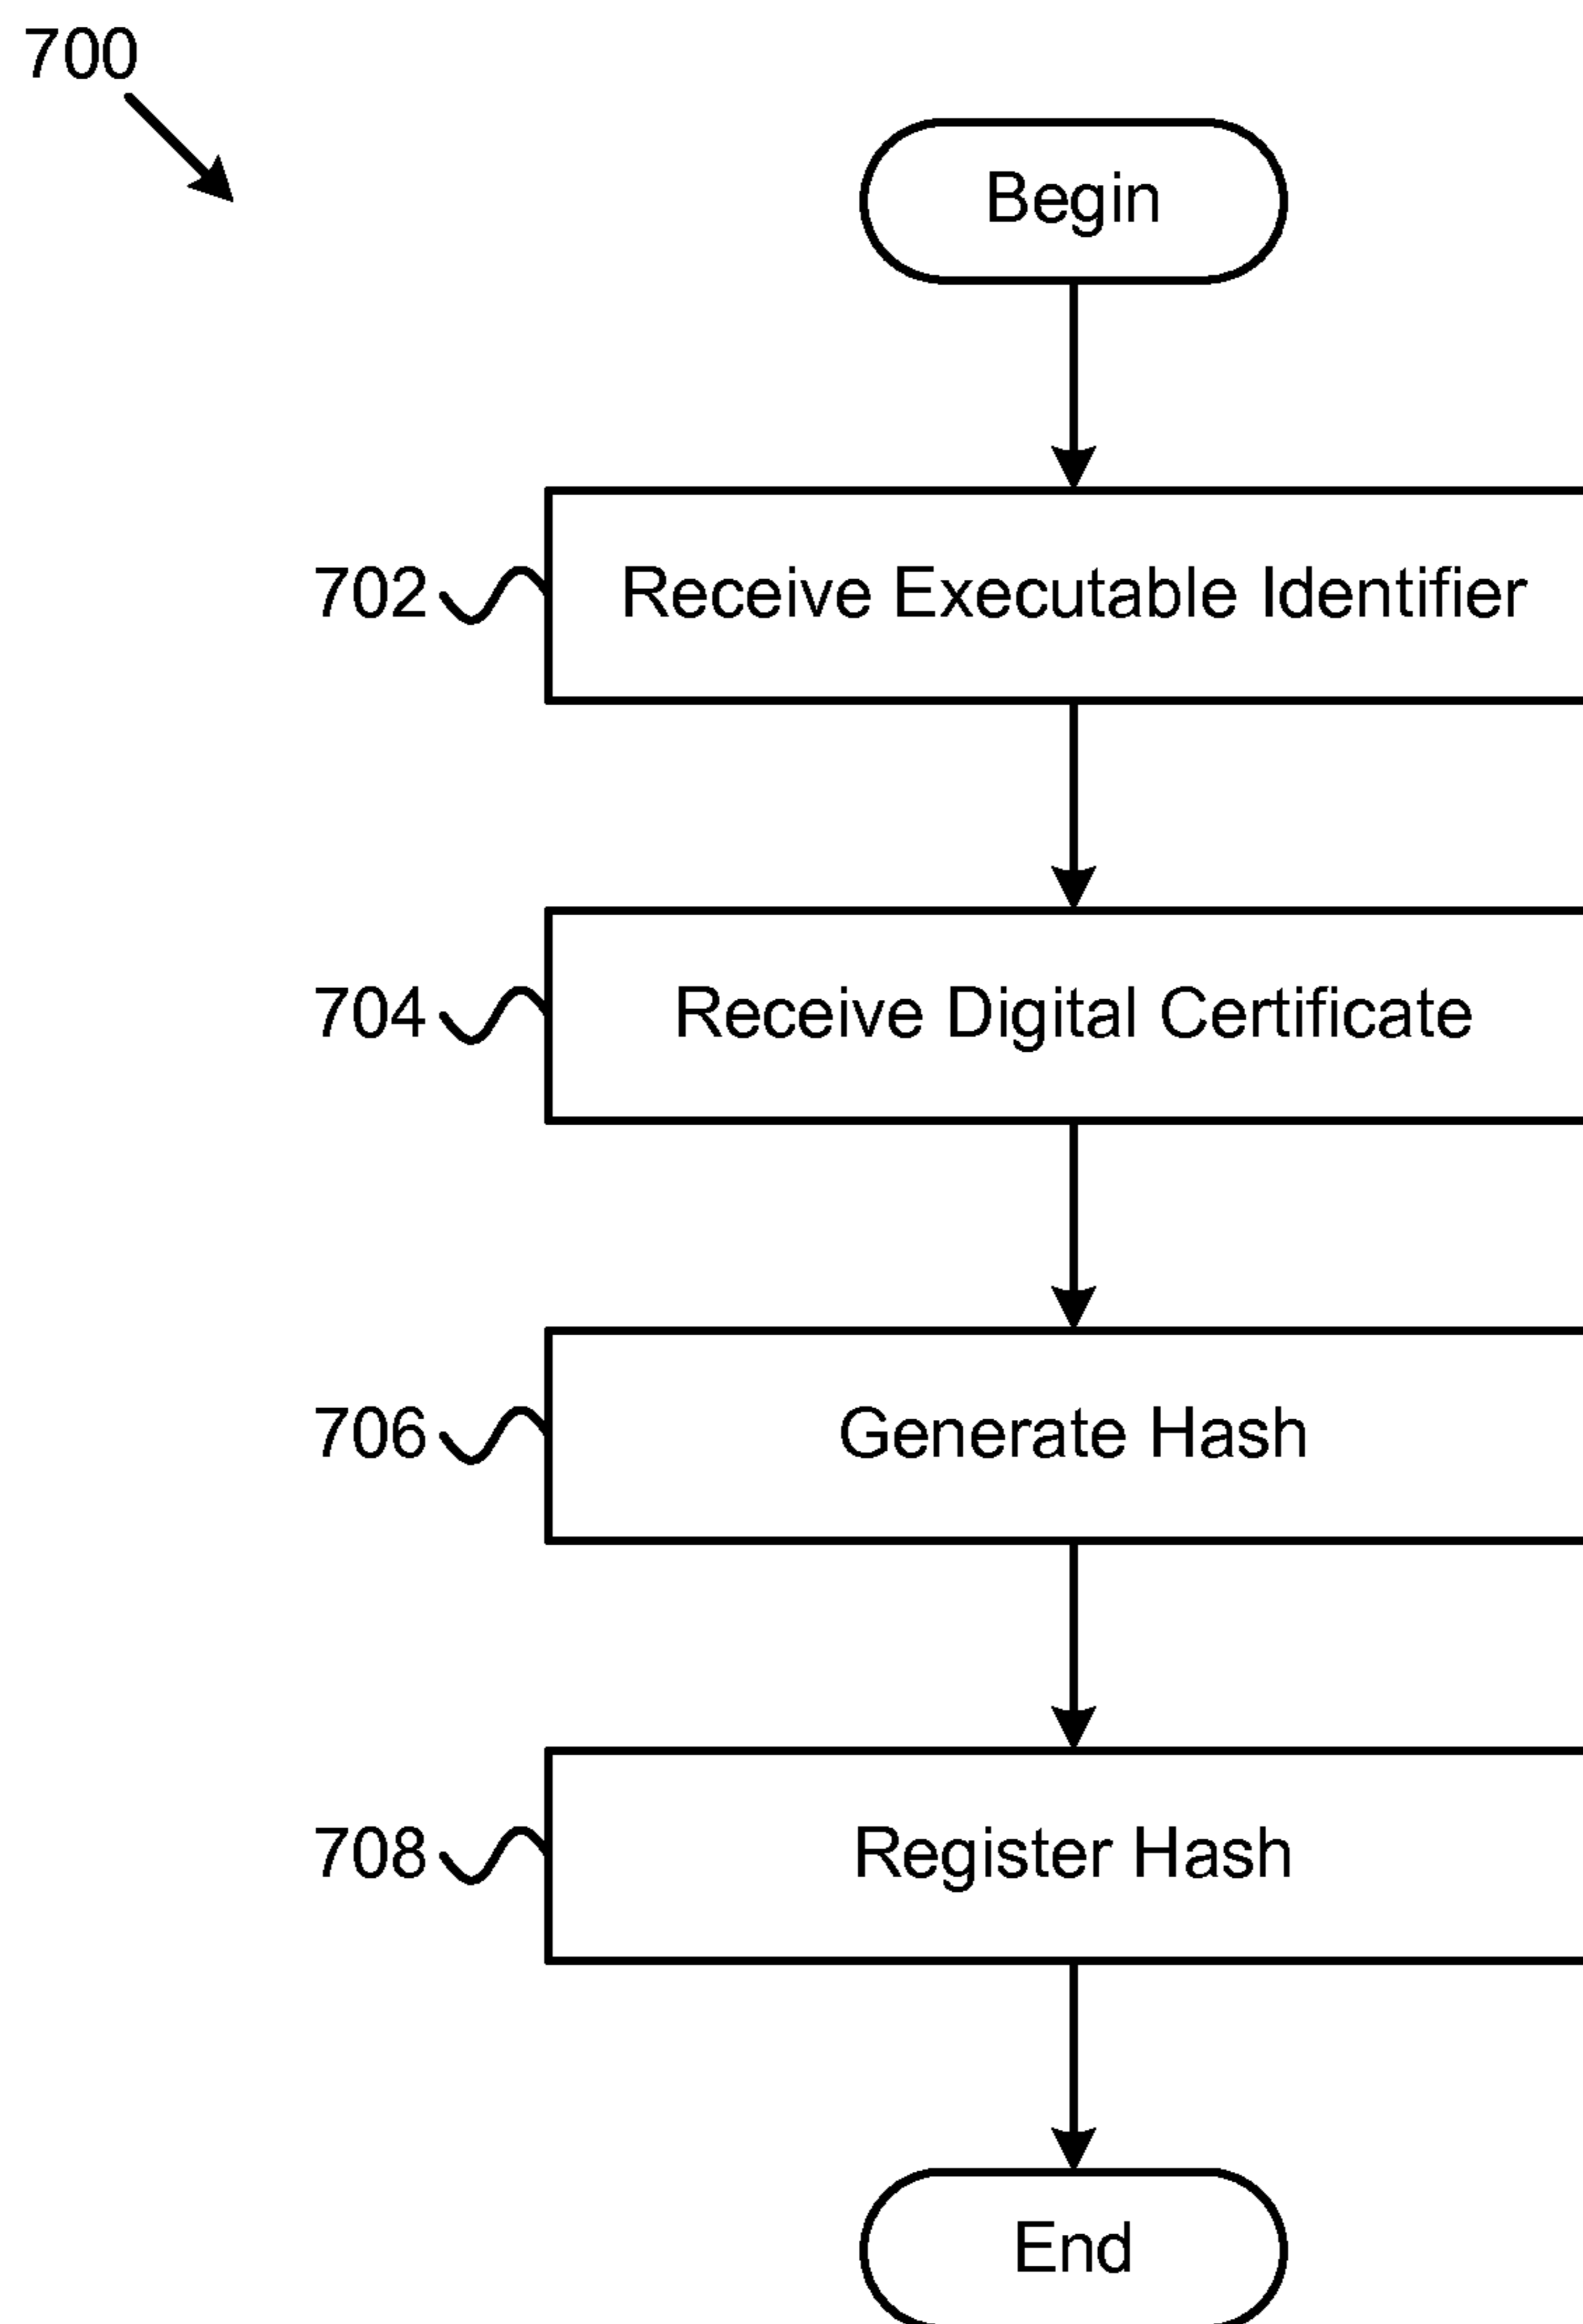 700
Begin
702 Receive Executable Identifier
704 Receive Digital Certificate
706 Generate Hash
708 Register Hash
End